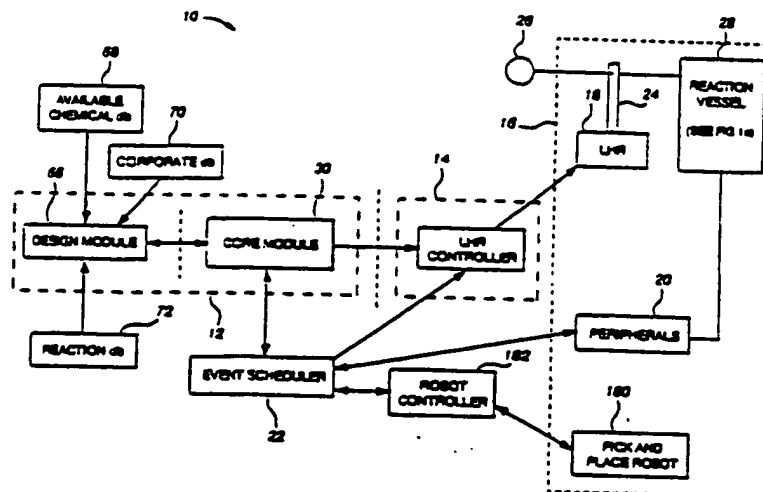 10
26
28
68
AVAILABLE
CHEMICAL db
70
CORPORATE db
18
24
REACTION
VESSEL
(SEE FIG. 1a)
16
LHR
66
30
14
DESIGN MODULE
CORE MODULE
LHR
CONTROLLER
72
12
20
REACTION db
PERIPHERALS
182
EVENT SCHEDULER
ROBOT
CONTROLLER
22
180
PICK AND
PLACE ROBOT